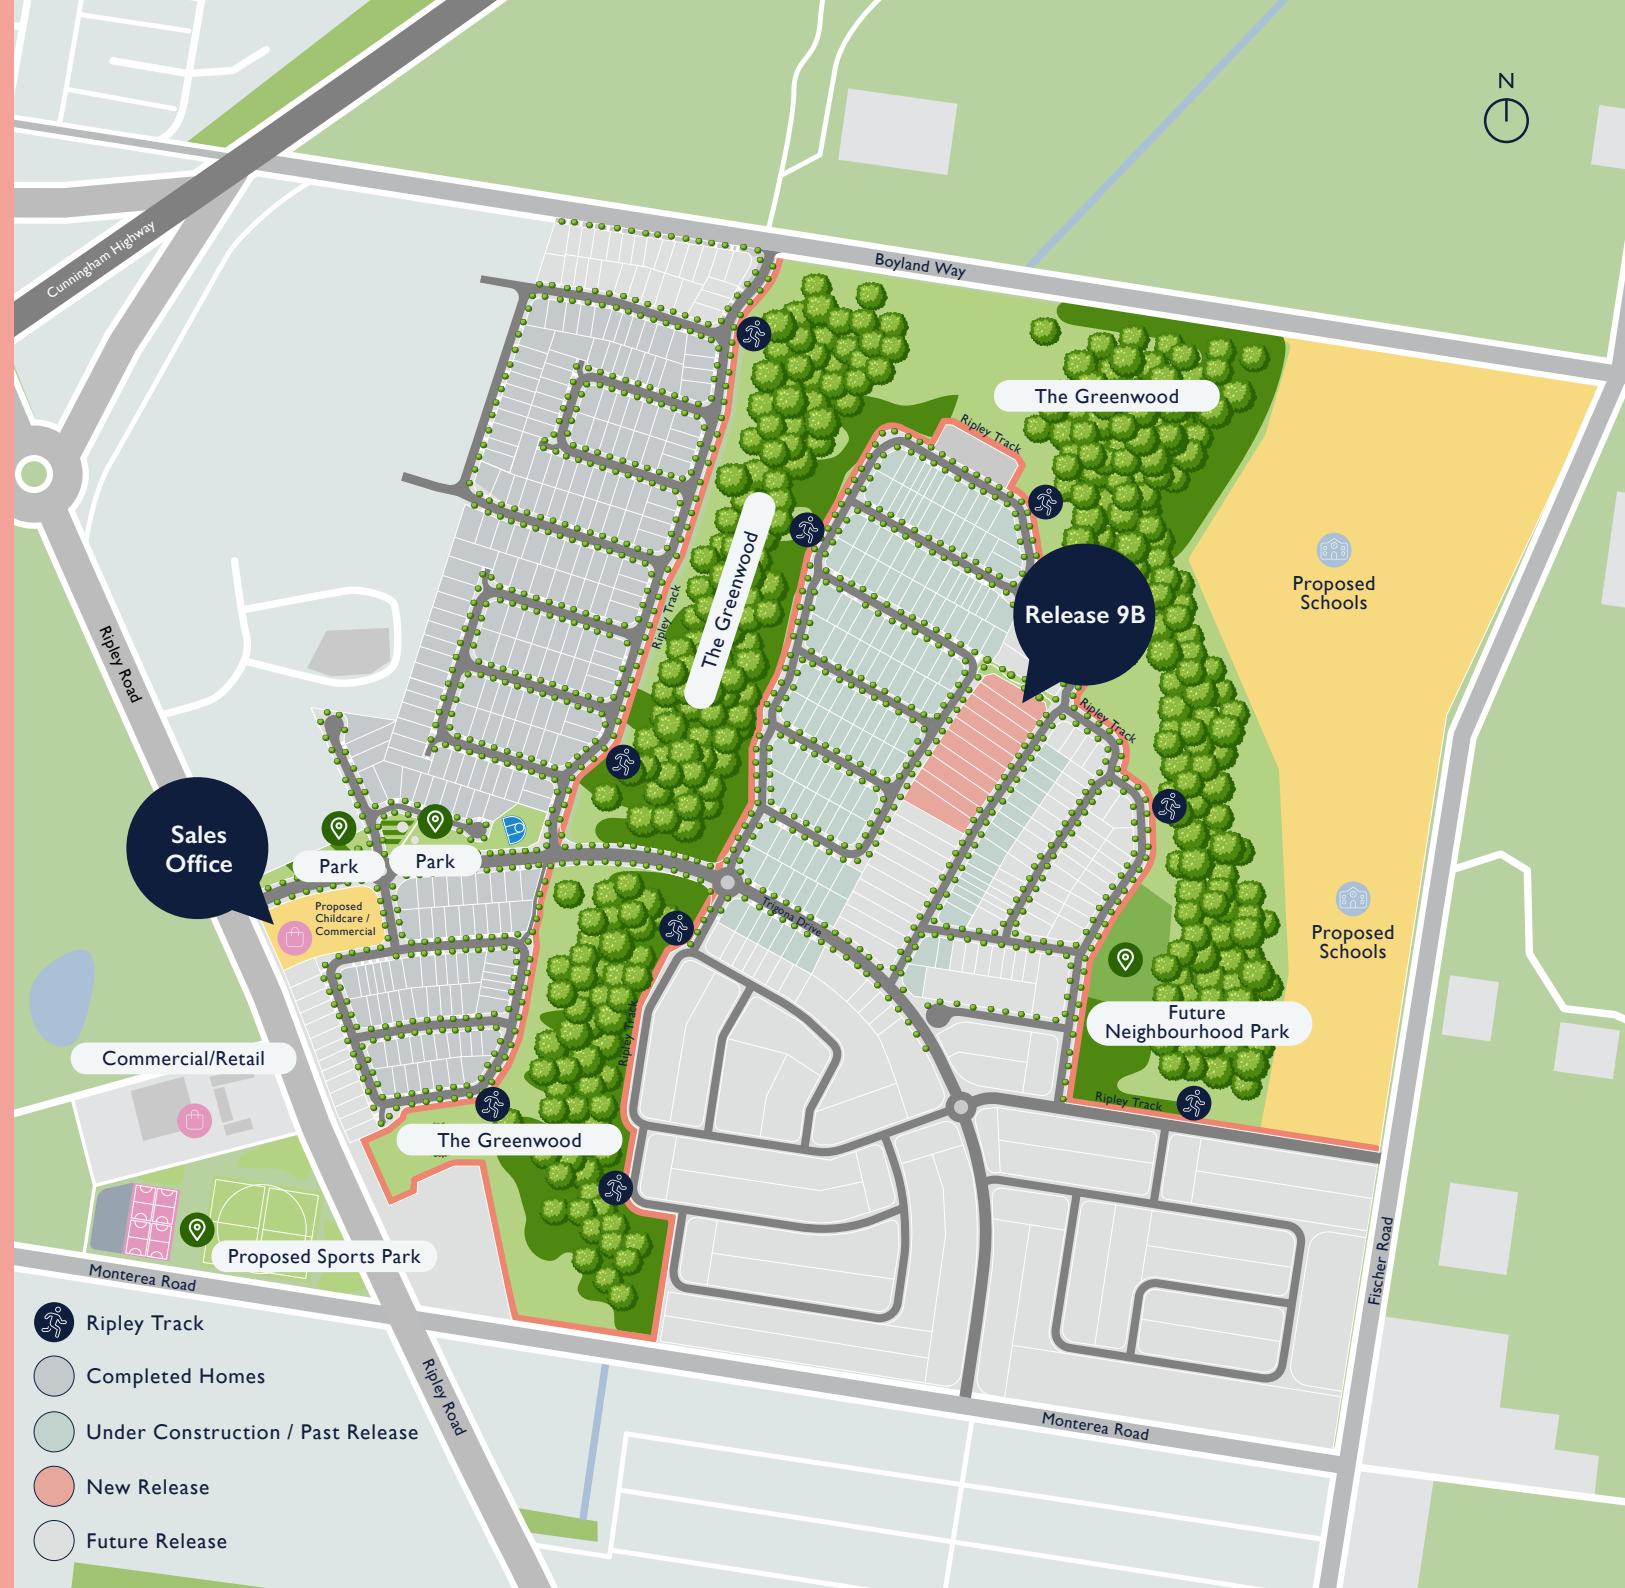 N
Cunningham Highway
Boyland Way
The Greenwood
Ripley Track
The Greenwood
Ripley Track
Release 9B
Proposed
Schools
Ripley Road
Ripley Track
Sales
Office
Park
Park
Proposed
Childcare /
Commercial
Trigona Drive
Proposed
Schools
Future
Neighbourhood Park
Ripley Track
Commercial/Retail
Ripley Track
The Greenwood
Proposed Sports Park
Monterea Road
Fischer Road
Ripley Road
Monterea Road
Ripley Track
Completed Homes
Under Construction / Past Release
New Release
Future Release